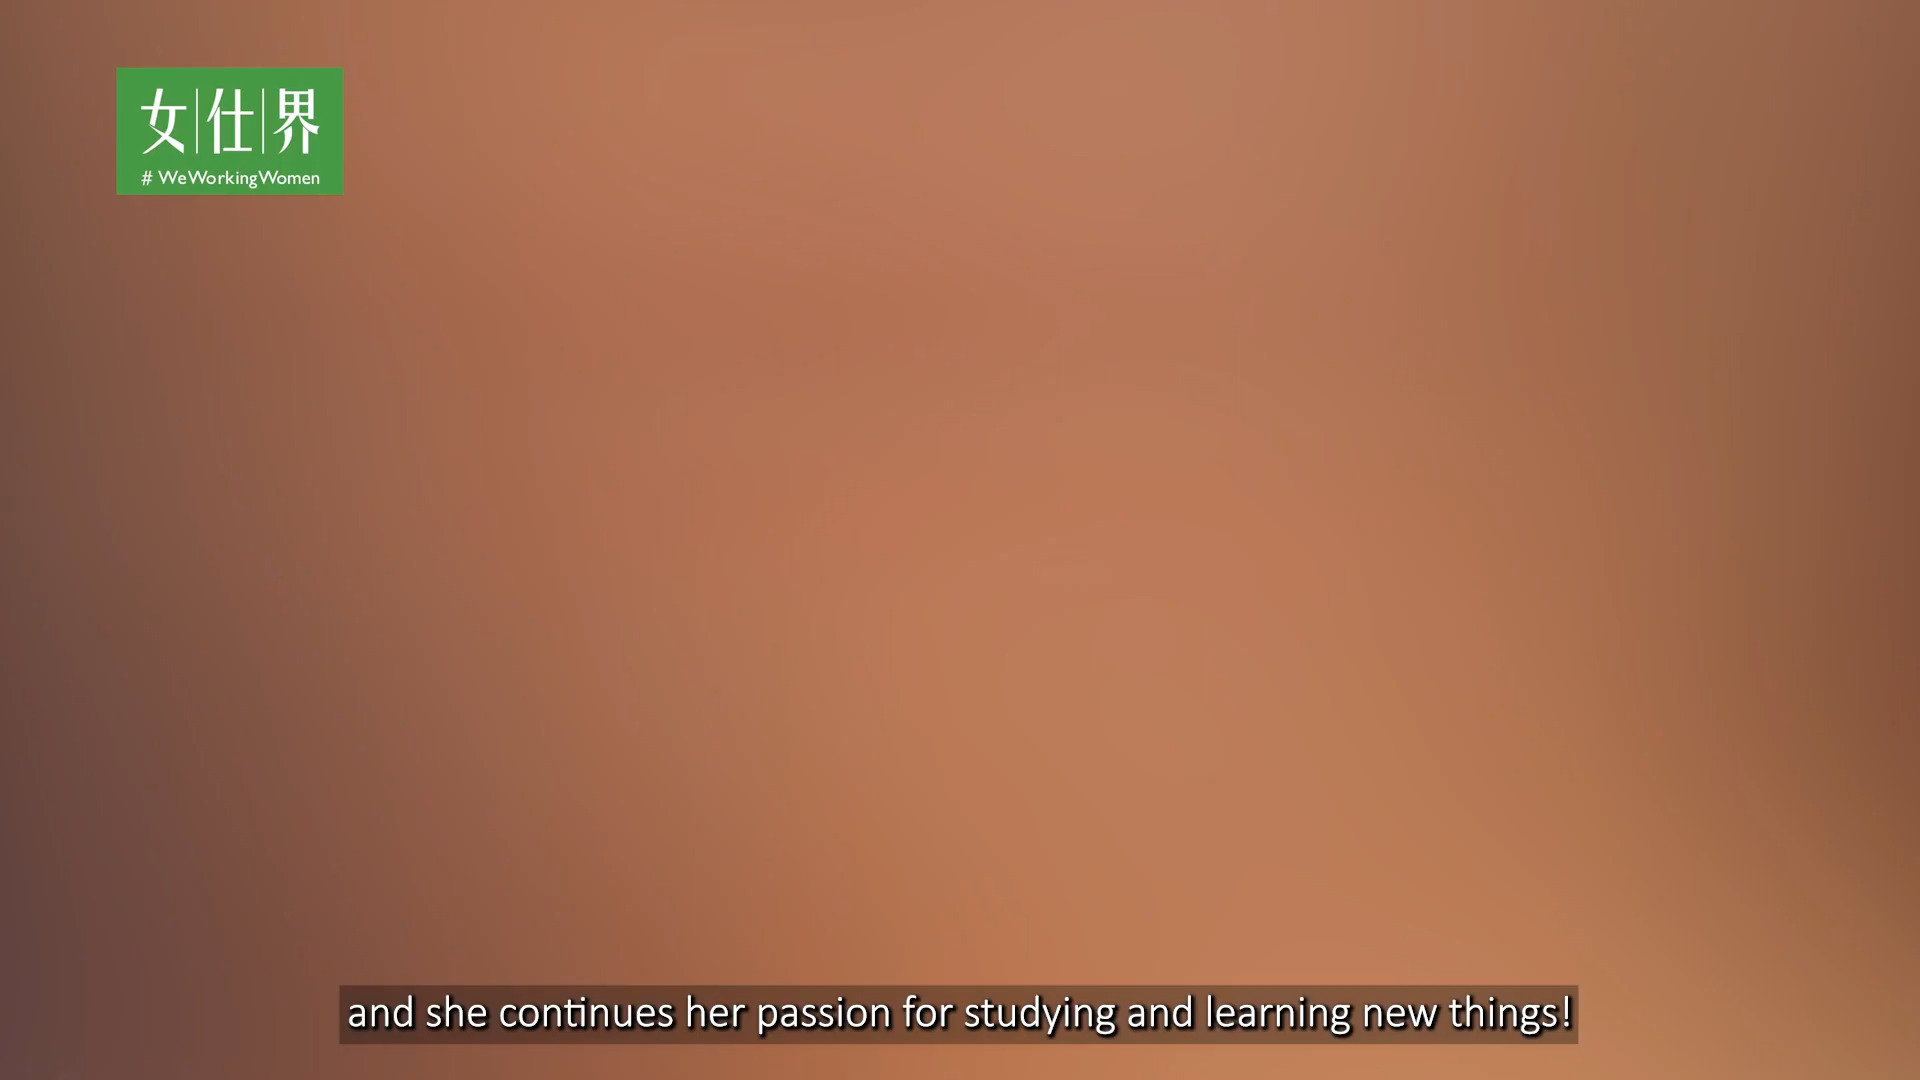 女|仕|界
# WeWorkingWomen
and she continues her passion for studying and learning new things!